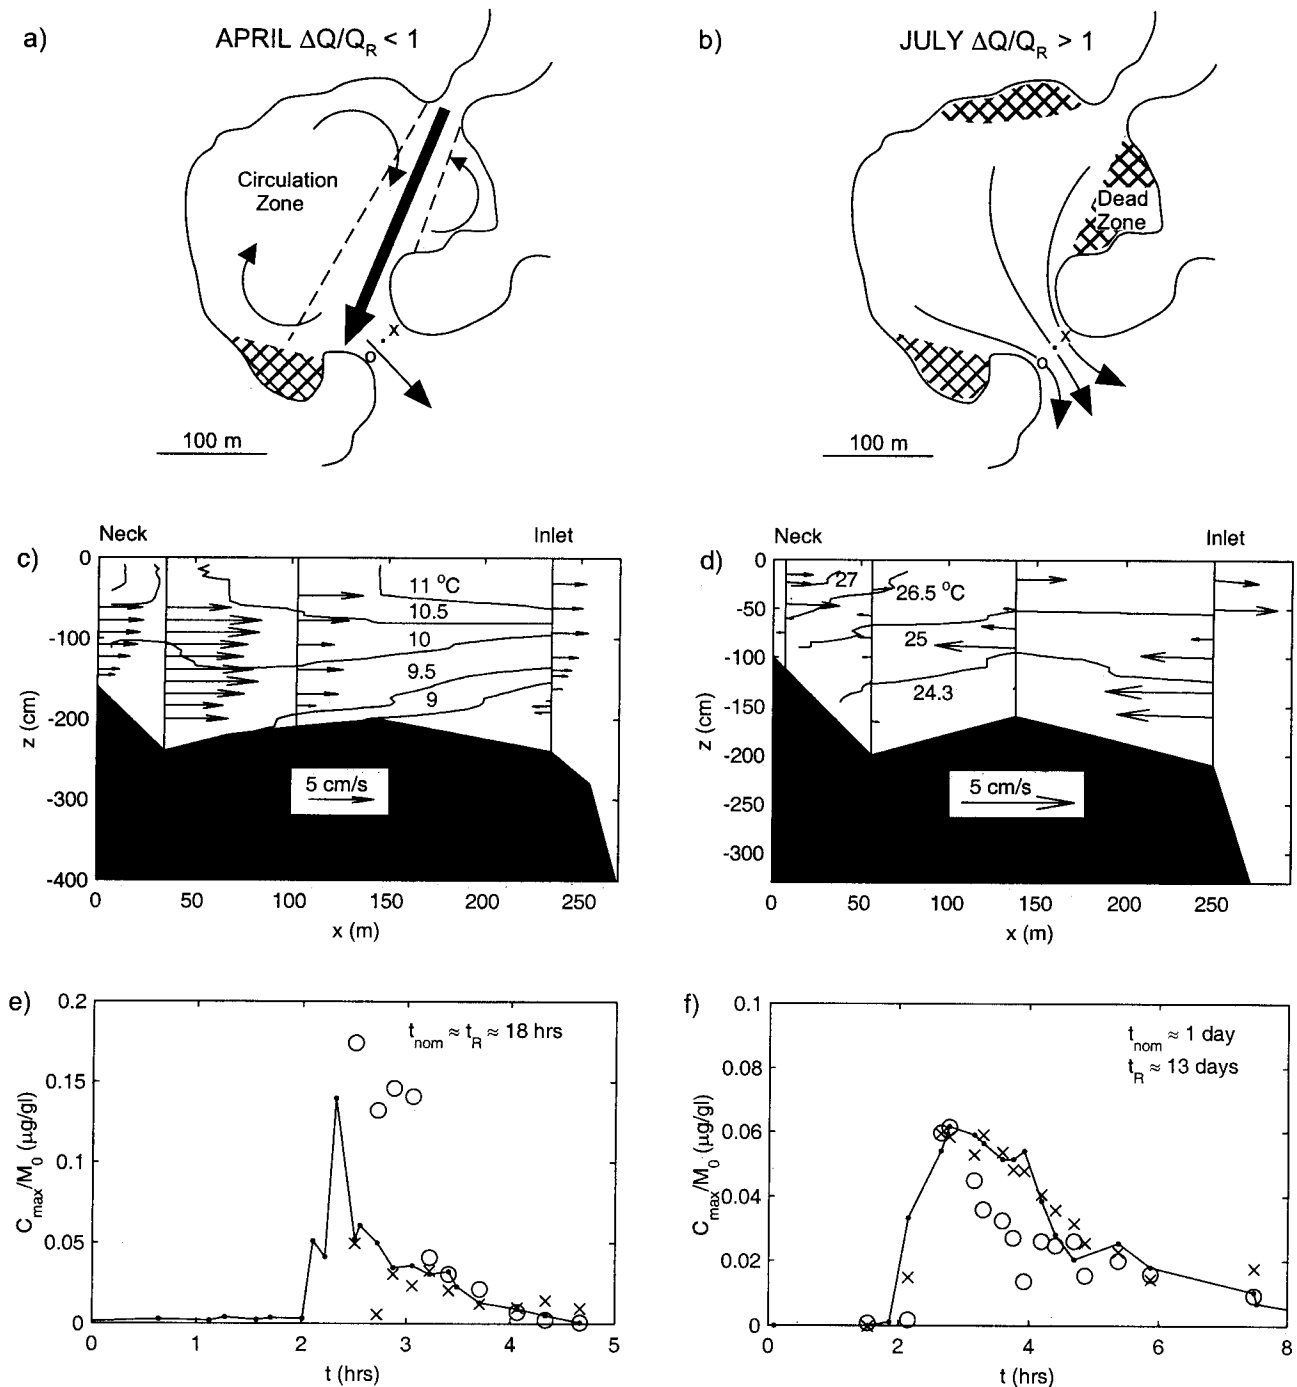 a)
APRIL ΔQ/Q_R < 1
Circulation
Zone
x
o
100 m
b)
JULY ΔQ/Q_R > 1
Dead
Zone
x
o
100 m
c)
Neck
Inlet
0
-100
-200
-300
-400
z (cm)
11 °C
10.5
10
9.5
9
5 cm/s
0
50
100
150
200
250
x (m)
d)
Neck
Inlet
0
-50
-100
-150
-200
-250
-300
z (cm)
27
26.5 °C
25
24.3
5 cm/s
0
50
100
150
200
250
x (m)
e)
0.2
0.15
0.1
0.05
0
C_max/M_0 (μg/gl)
t_nom ≈ t_R ≈ 18 hrs
0
1
2
3
4
5
t (hrs)
f)
0.1
0.08
0.06
0.04
0.02
0
C_max/M_0 (μg/gl)
t_nom ≈ 1 day
t_R ≈ 13 days
0
2
4
6
8
t (hrs)